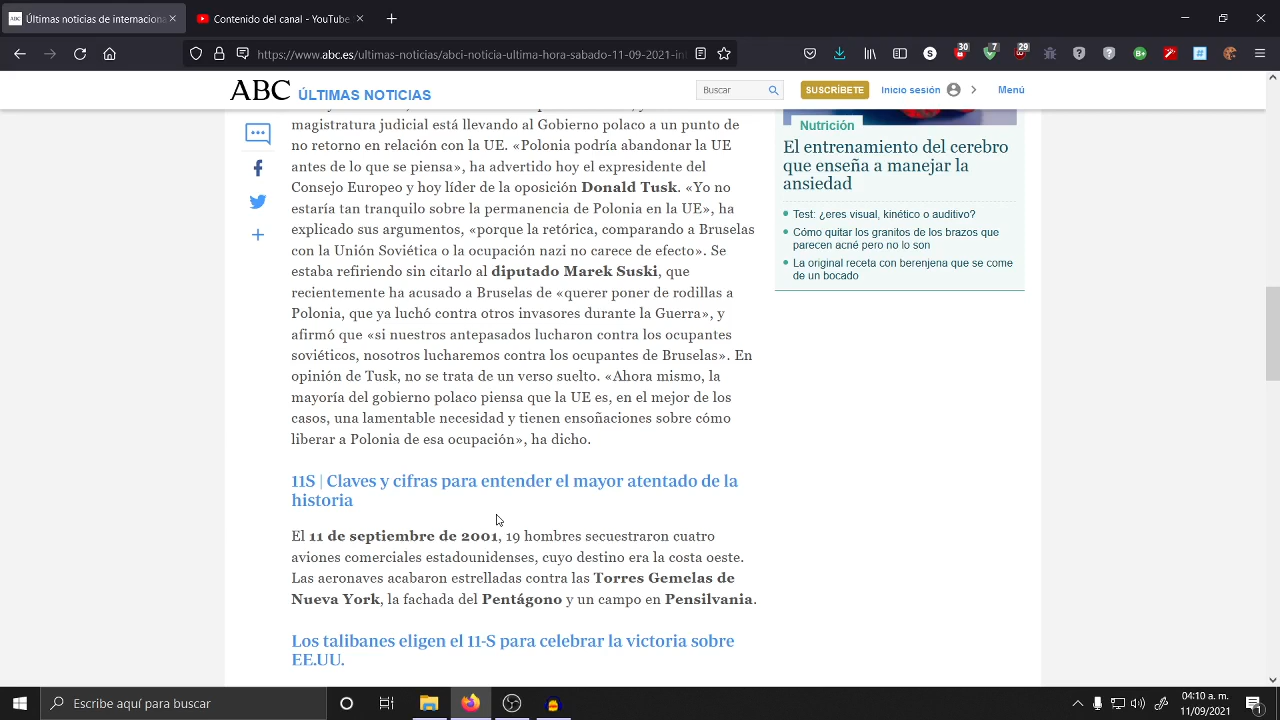 Últimas noticias de internaciona
Contenido del canal - YouTube
https://www.abc.es/ultimas-noticias/abci-noticia-ultima-hora-sabado-11-09-2021-int
30
7
29
ABC ÚLTIMAS NOTICIAS
Buscar
SUSCRÍBETE
Inicio sesión
Menú
magistratura judicial está llevando al Gobierno polaco a un punto de
no retorno en relación con la UE. «Polonia podría abandonar la UE
antes de lo que se piensa», ha advertido hoy el expresidente del
Consejo Europeo y hoy líder de la oposición Donald Tusk. «Yo no
estaría tan tranquilo sobre la permanencia de Polonia en la UE», ha
explicado sus argumentos, «porque la retórica, comparando a Bruselas
con la Unión Soviética o la ocupación nazi no carece de efecto». Se
estaba refiriendo sin citarlo al diputado Marek Suski, que
recientemente ha acusado a Bruselas de «querer poner de rodillas a
Polonia, que ya luchó contra otros invasores durante la Guerra», y
afirmó que «si nuestros antepasados lucharon contra los ocupantes
soviéticos, nosotros lucharemos contra los ocupantes de Bruselas». En
opinión de Tusk, no se trata de un verso suelto. «Ahora mismo, la
mayoría del gobierno polaco piensa que la UE es, en el mejor de los
casos, una lamentable necesidad y tienen ensoñaciones sobre cómo
liberar a Polonia de esa ocupación», ha dicho.
11S | Claves y cifras para entender el mayor atentado de la
historia
El 11 de septiembre de 2001, 19 hombres secuestraron cuatro
aviones comerciales estadounidenses, cuyo destino era la costa oeste.
Las aeronaves acabaron estrelladas contra las Torres Gemelas de
Nueva York, la fachada del Pentágono y un campo en Pensilvania.
Los talibanes eligen el 11-S para celebrar la victoria sobre
EE.UU.
Nutrición
El entrenamiento del cerebro
que enseña a manejar la
ansiedad
Test: ¿eres visual, kinético o auditivo?
Cómo quitar los granitos de los brazos que
parecen acné pero no lo son
La original receta con berenjena que se come
de un bocado
Escribe aquí para buscar
04:10 a. m.
11/09/2021